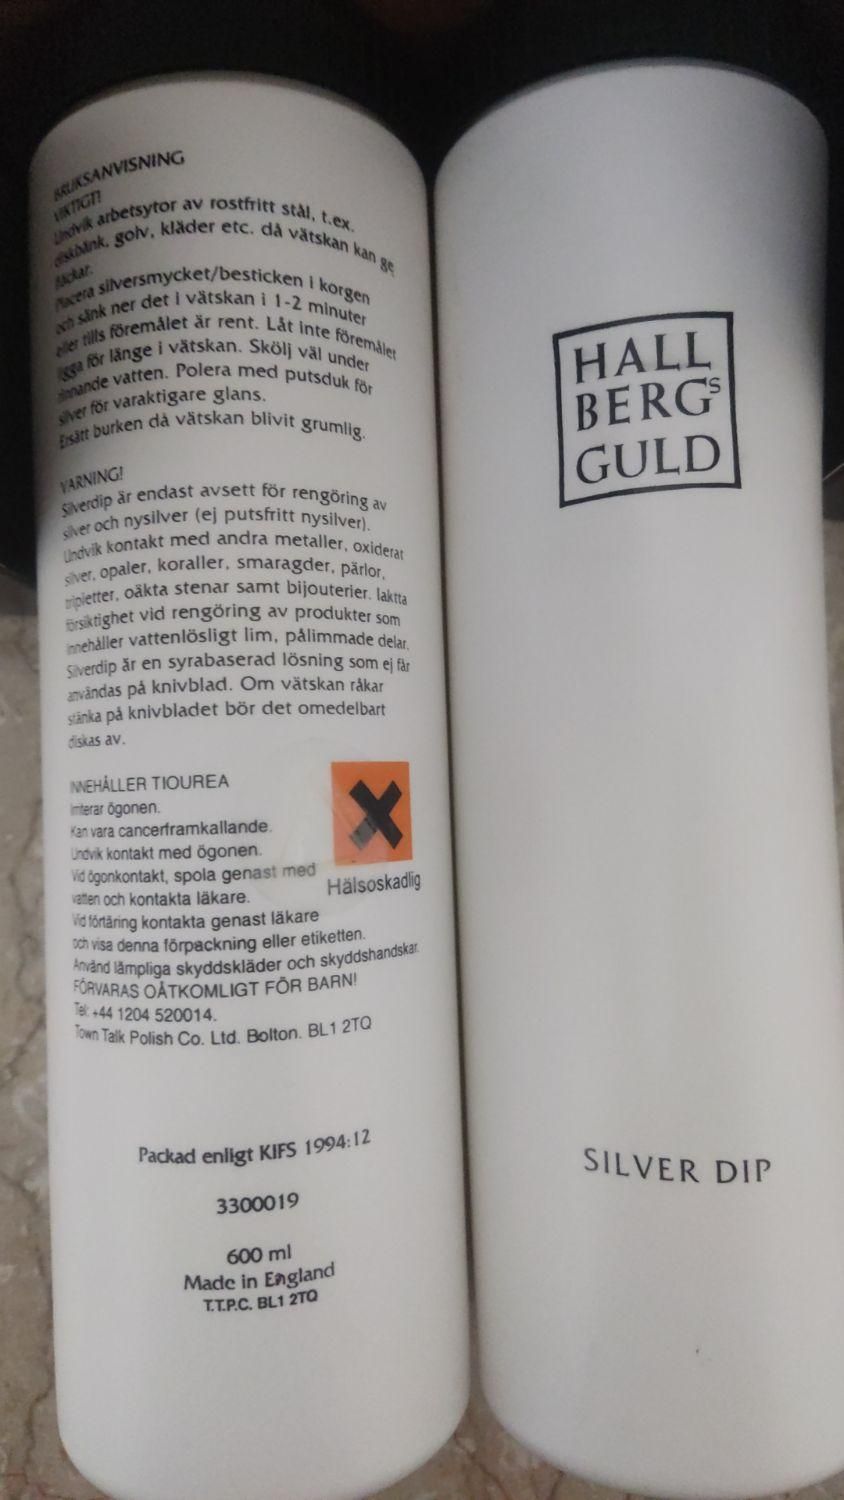 BRUKSANVISNING
VIKTIGT!
Undvik arbetsytor av rostfritt stål, t.ex.
diskbänk, golv, kläder etc. då vätskan kan ge
fläckar.
Placera silversmycket/besticken i korgen
och sänk ner det i vätskan i 1-2 minuter
eller tills föremålet är rent. Låt inte föremålet
ligga för länge i vätskan. Skölj väl under
rinnande vatten. Polera med putsduk för
silver för varaktigare glans.
Ersätt burken då vätskan blivit grumlig.
VARNING!
Silverdip är endast avsett för rengöring av
silver och nysilver (ej putsfritt nysilver).
Undvik kontakt med andra metaller, oxiderat
silver, opaler, koraller, smaragder, pärlor,
tripletter, oäkta stenar samt bijouterier. Iaktta
försiktighet vid rengöring av produkter som
innehåller vattenlösligt lim, pålimmade delar.
Silverdip är en syrabaserad lösning som ej får
användas på knivblad. Om vätskan råkar
stänka på knivbladet bör det omedelbart
diskas av.
INNEHÅLLER TIOUREA
Irriterar ögonen.
Kan vara cancerframkallande.
Undvik kontakt med ögonen.
Vid ögonkontakt, spola genast med
vatten och kontakta läkare.
Vid förtäring kontakta genast läkare
och visa denna förpackning eller etiketten.
Använd lämpliga skyddskläder och skyddshandskar.
FÖRVARAS OÅTKOMLIGT FÖR BARN!
Tel: +44 1204 520014.
Town Talk Polish Co. Ltd. Bolton. BL1 2TQ
Hälsoskadlig
Packad enligt KIFS 1994:12
3300019
600 ml
Made in England
T.T.P.C. BL1 2TQ
HALL
BERGS
GULD
SILVER DIP